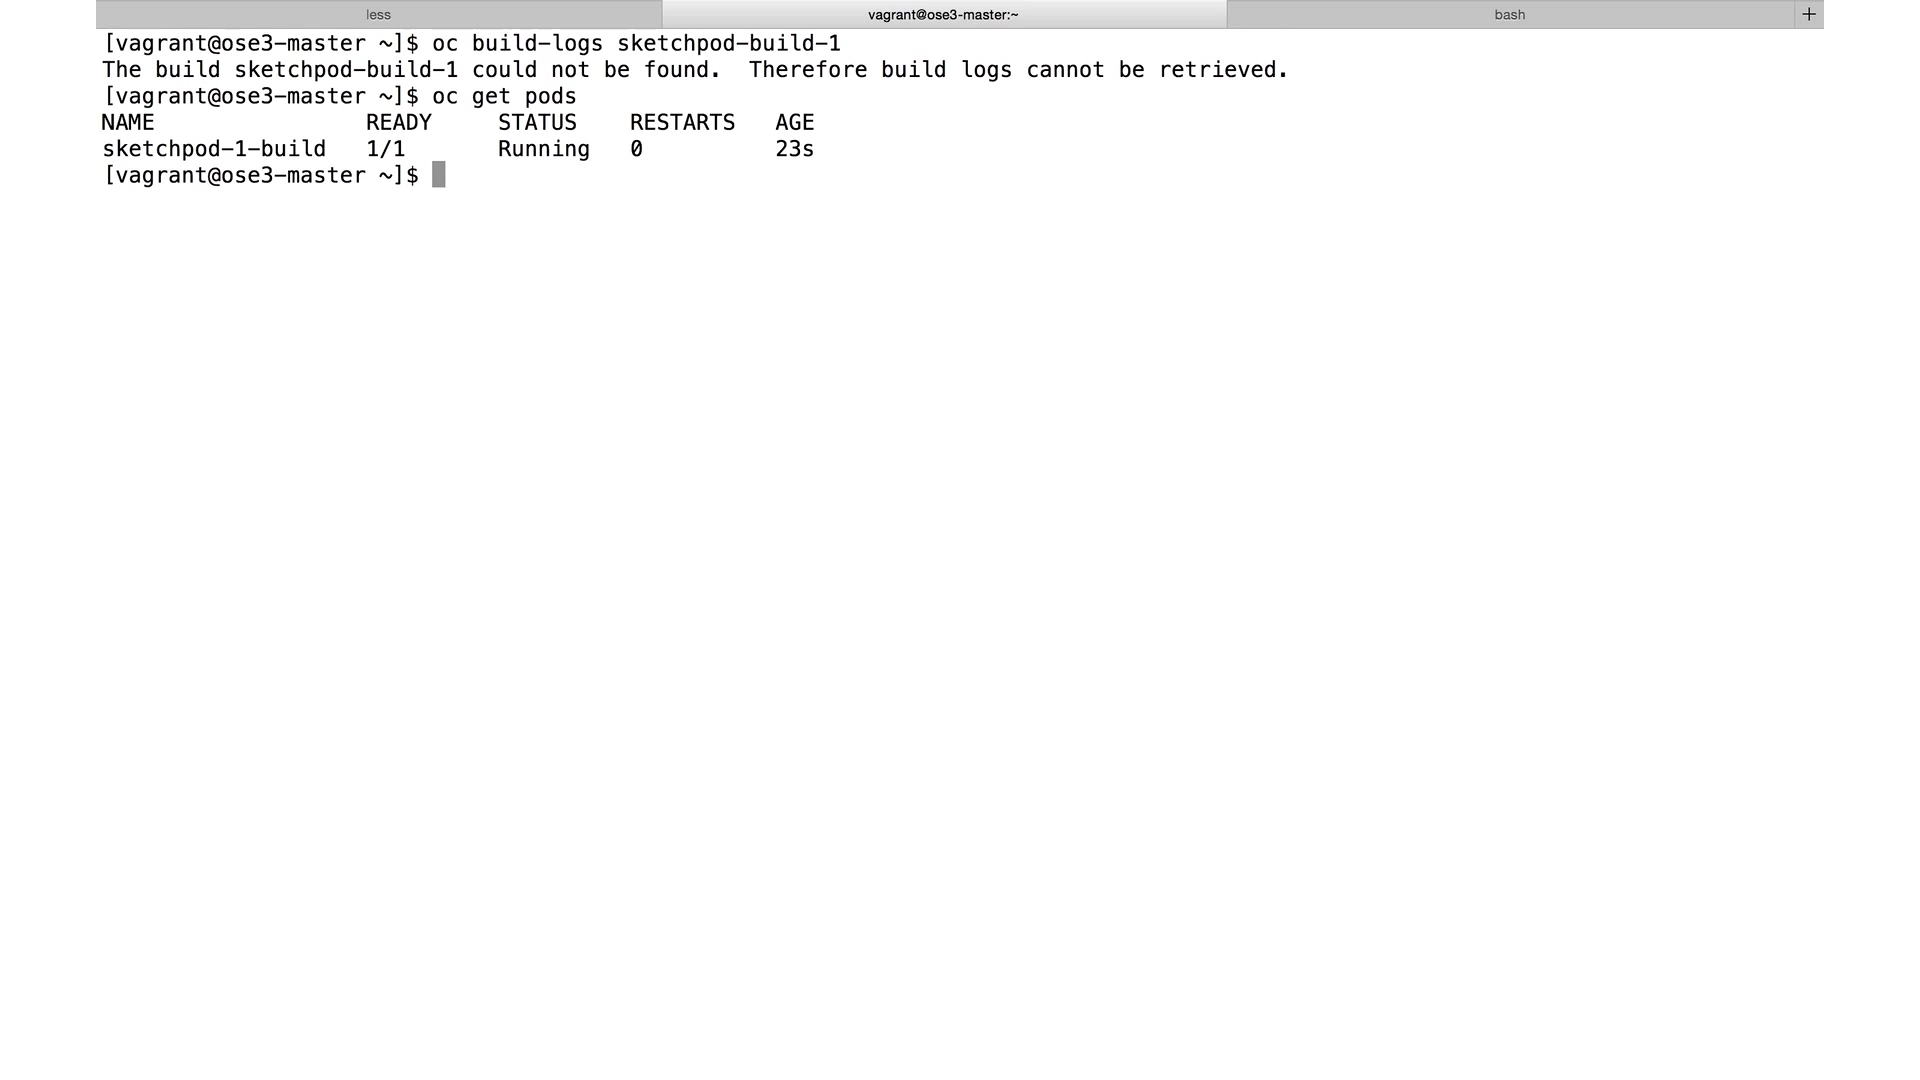 less
vagrant@ose3-master:~
bash
+
[vagrant@ose3-master ~]$ oc build-logs sketchpod-build-1
The build sketchpod-build-1 could not be found.  Therefore build logs cannot be retrieved.
[vagrant@ose3-master ~]$ oc get pods
NAME                READY     STATUS    RESTARTS   AGE
sketchpod-1-build   1/1       Running   0          23s
[vagrant@ose3-master ~]$